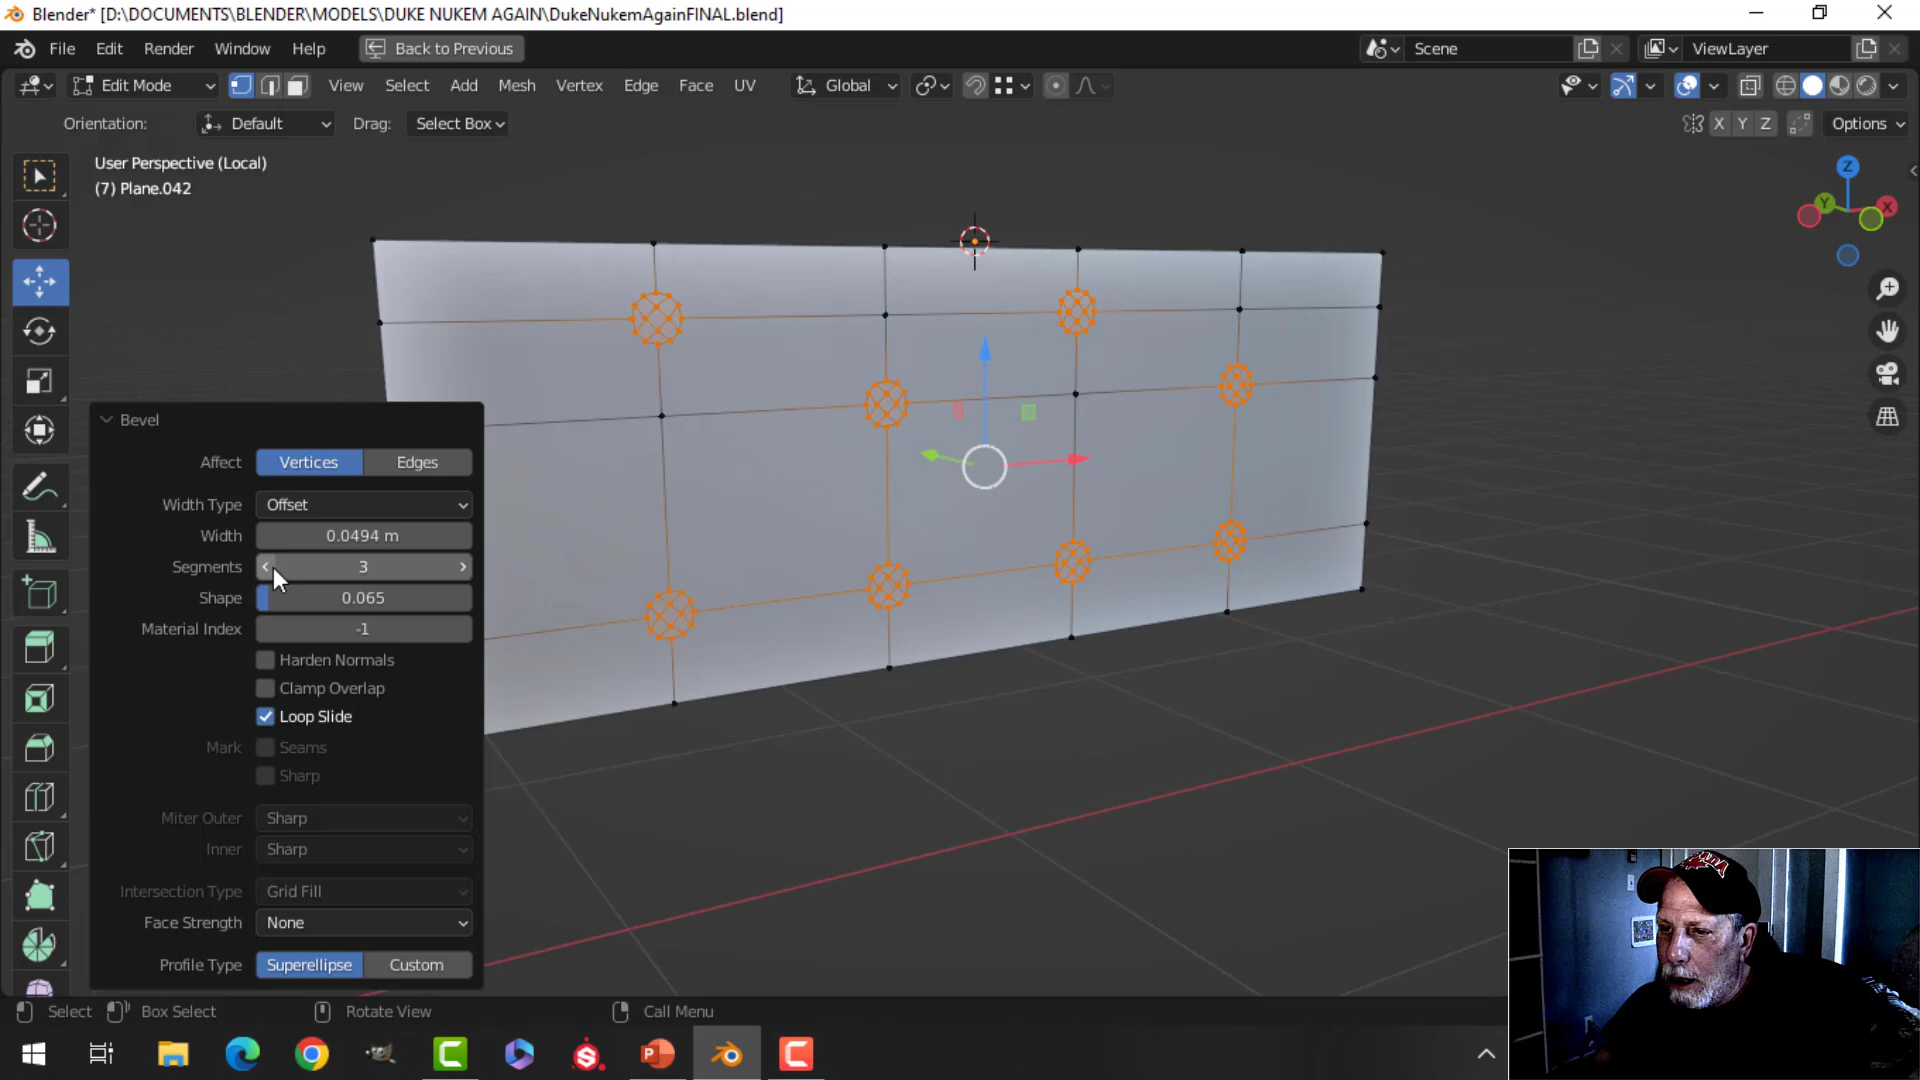 Blender* [D:\DOCUMENTS\BLENDER\MODELS\DUKE NUKEM AGAIN\DukeNukemAgainFINAL.blend]
File Edit Render Window Help Back to Previous Scene ViewLayer
Edit Mode View Select Add Mesh Vertex Edge Face UV Global
Orientation: Default Drag: Select Box X Y Z Options
User Perspective (Local)
(7) Plane.042
Z
Y X
Bevel
Affect Vertices Edges
Width Type Offset
Width 0.0494 m
Segments 3
Shape 0.065
Material Index -1
Harden Normals
Clamp Overlap
Loop Slide
Mark Seams
Sharp
Miter Outer Sharp
Inner Sharp
Intersection Type Grid Fill
Face Strength None
Profile Type Superellipse Custom
Select Box Select Rotate View Call Menu